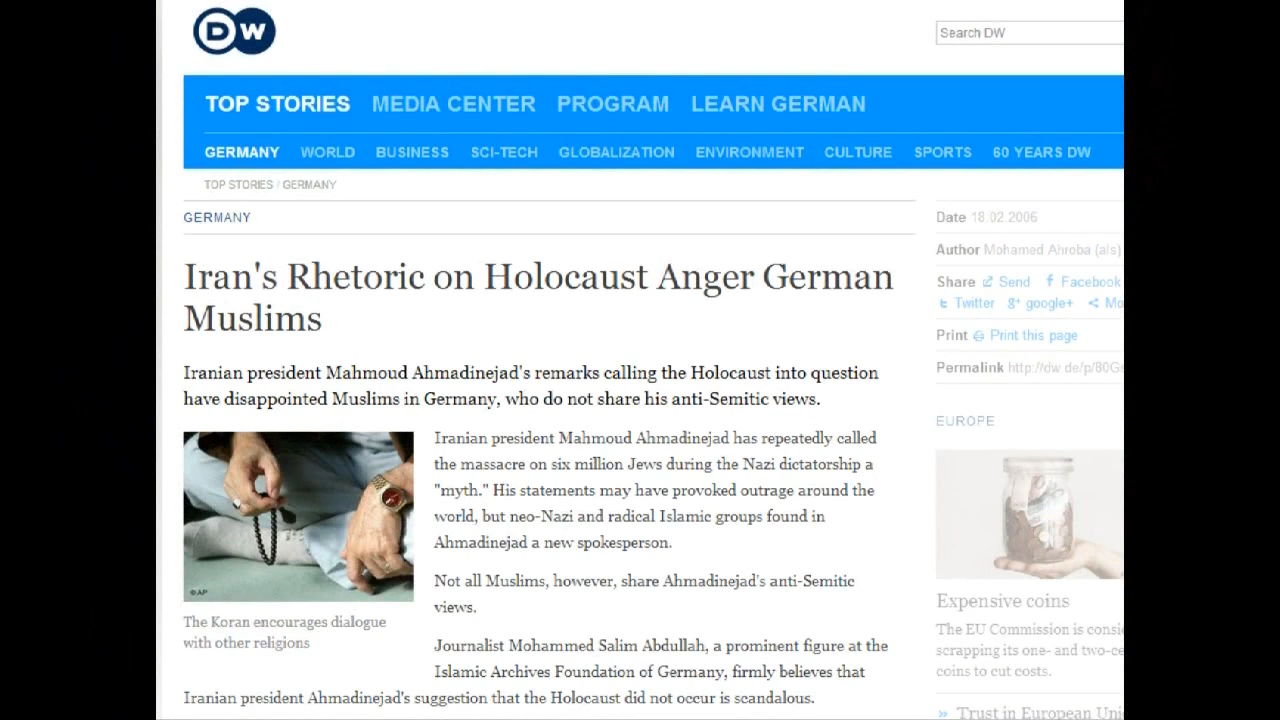 DW
Search DW
TOP STORIES MEDIA CENTER PROGRAM LEARN GERMAN
GERMANY WORLD BUSINESS SCI-TECH GLOBALIZATION ENVIRONMENT CULTURE SPORTS 60 YEARS DW
TOP STORIES / GERMANY
GERMANY
Iran's Rhetoric on Holocaust Anger German
Muslims
Iranian president Mahmoud Ahmadinejad's remarks calling the Holocaust into question
have disappointed Muslims in Germany, who do not share his anti-Semitic views.
©AP
The Koran encourages dialogue
with other religions
Iranian president Mahmoud Ahmadinejad has repeatedly called
the massacre on six million Jews during the Nazi dictatorship a
"myth." His statements may have provoked outrage around the
world, but neo-Nazi and radical Islamic groups found in
Ahmadinejad a new spokesperson.
Not all Muslims, however, share Ahmadinejad's anti-Semitic
views.
Journalist Mohammed Salim Abdullah, a prominent figure at the
Islamic Archives Foundation of Germany, firmly believes that
Iranian president Ahmadinejad's suggestion that the Holocaust did not occur is scandalous.
Date 18.02.2006
Author Mohamed Ahroba (als)
Share Send Facebook
Twitter google+ Mo
Print Print this page
Permalink http://dw.de/p/80G
EUROPE
Expensive coins
The EU Commission is consi
scrapping its one- and two-ce
coins to cut costs.
» Trust in European Uni